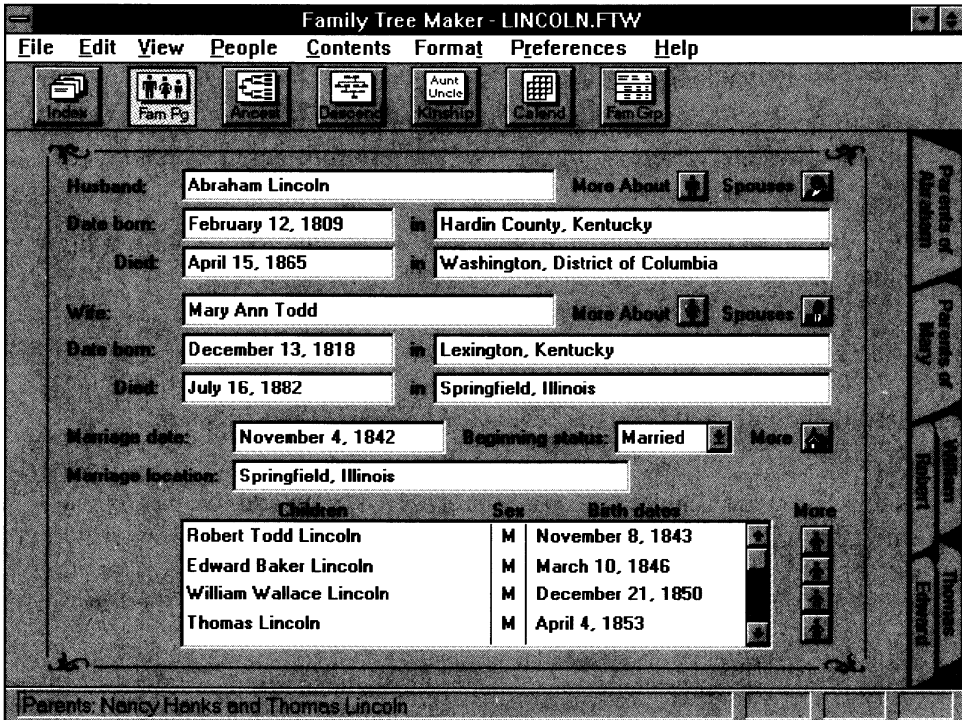 Family Tree Maker - LINCOLN.FTW
File Edit View People Contents Format Preferences Help
Aunt
Uncle
Index Fam Pg Ancest Descend Kinship Calend Fam Grp
Husband: Abraham Lincoln More About Spouses
Date born: February 12, 1809 in Hardin County, Kentucky
Died: April 15, 1865 in Washington, District of Columbia
Wife: Mary Ann Todd More About Spouses
Date born: December 13, 1818 in Lexington, Kentucky
Died: July 16, 1882 in Springfield, Illinois
Marriage date: November 4, 1842 Beginning status: Married More
Marriage location: Springfield, Illinois
Children Sex Birth dates More
Robert Todd Lincoln M November 8, 1843
Edward Baker Lincoln M March 10, 1846
William Wallace Lincoln M December 21, 1850
Thomas Lincoln M April 4, 1853
Parents of
Abraham
Parents of
Mary
William
Robert
Thomas
Edward
Parents: Nancy Hanks and Thomas Lincoln